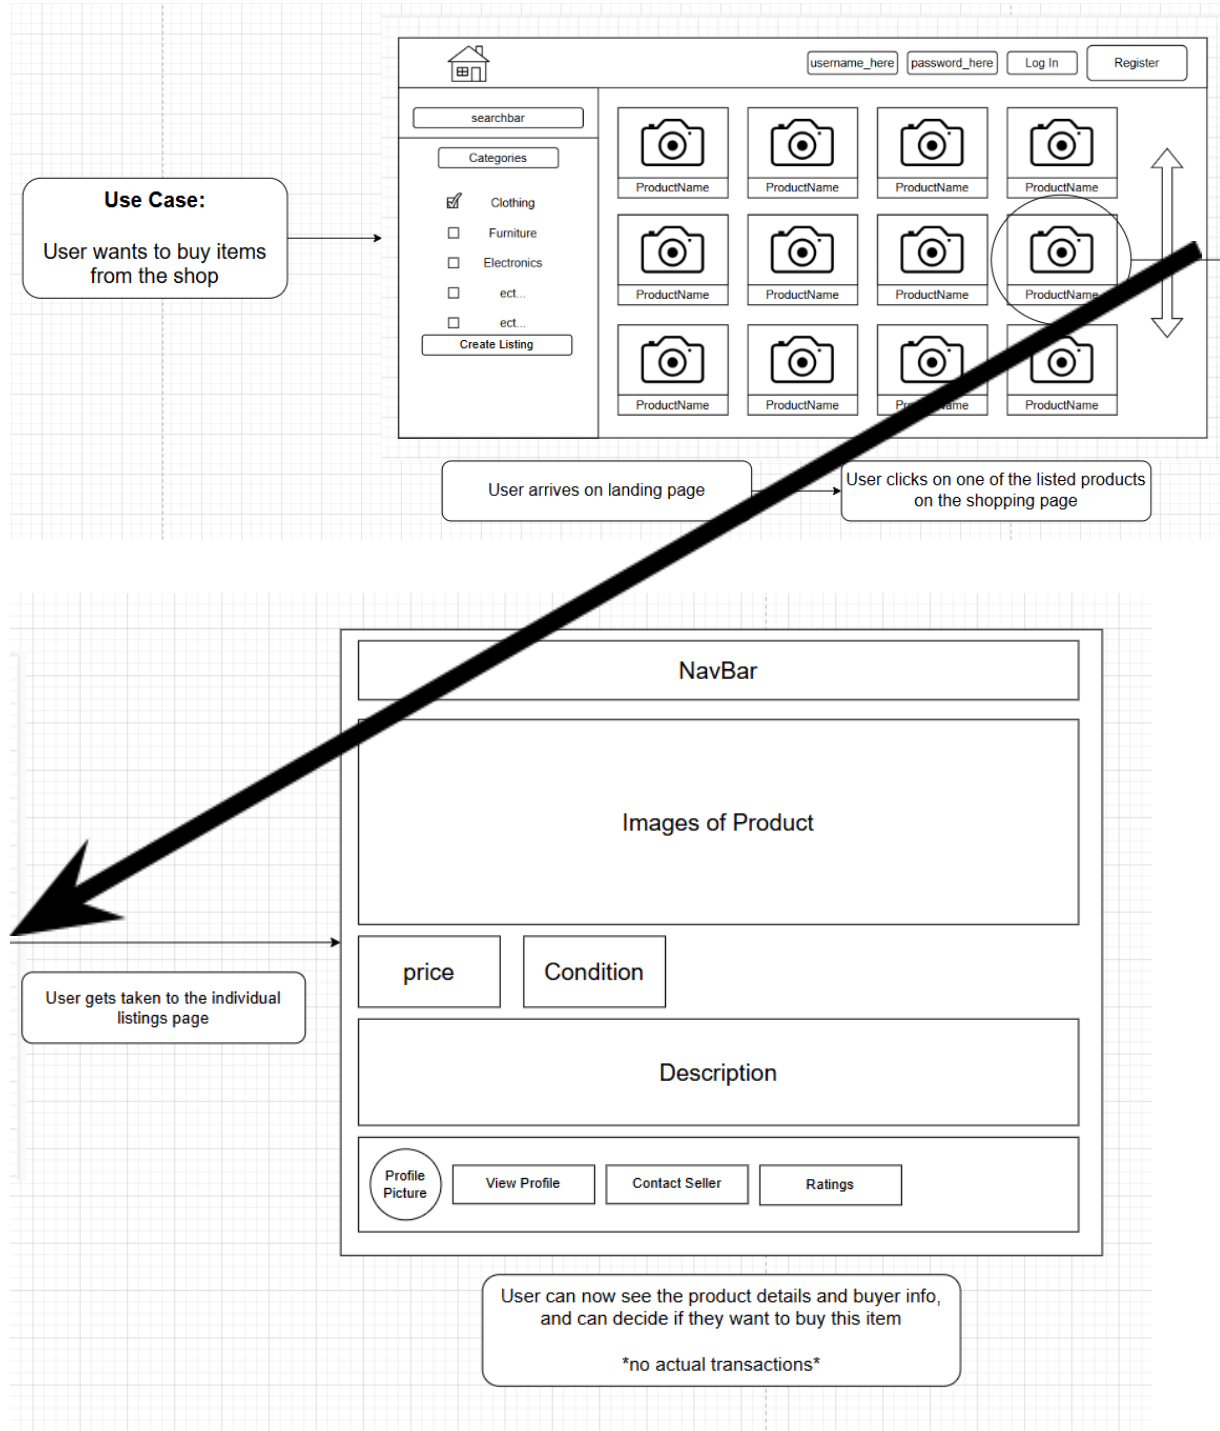 username_here
password_here
Log In
Register
searchbar
Categories
Clothing
Furniture
Electronics
ect...
ect...
Create Listing
ProductName
ProductName
ProductName
ProductName
ProductName
ProductName
ProductName
ProductName
ProductName
ProductName
ProductName
ProductName
Use Case:
User wants to buy items
from the shop
User arrives on landing page
User clicks on one of the listed products
on the shopping page
NavBar
Images of Product
price
Condition
User gets taken to the individual
listings page
Description
Profile
Picture
View Profile
Contact Seller
Ratings
User can now see the product details and buyer info,
and can decide if they want to buy this item
*no actual transactions*